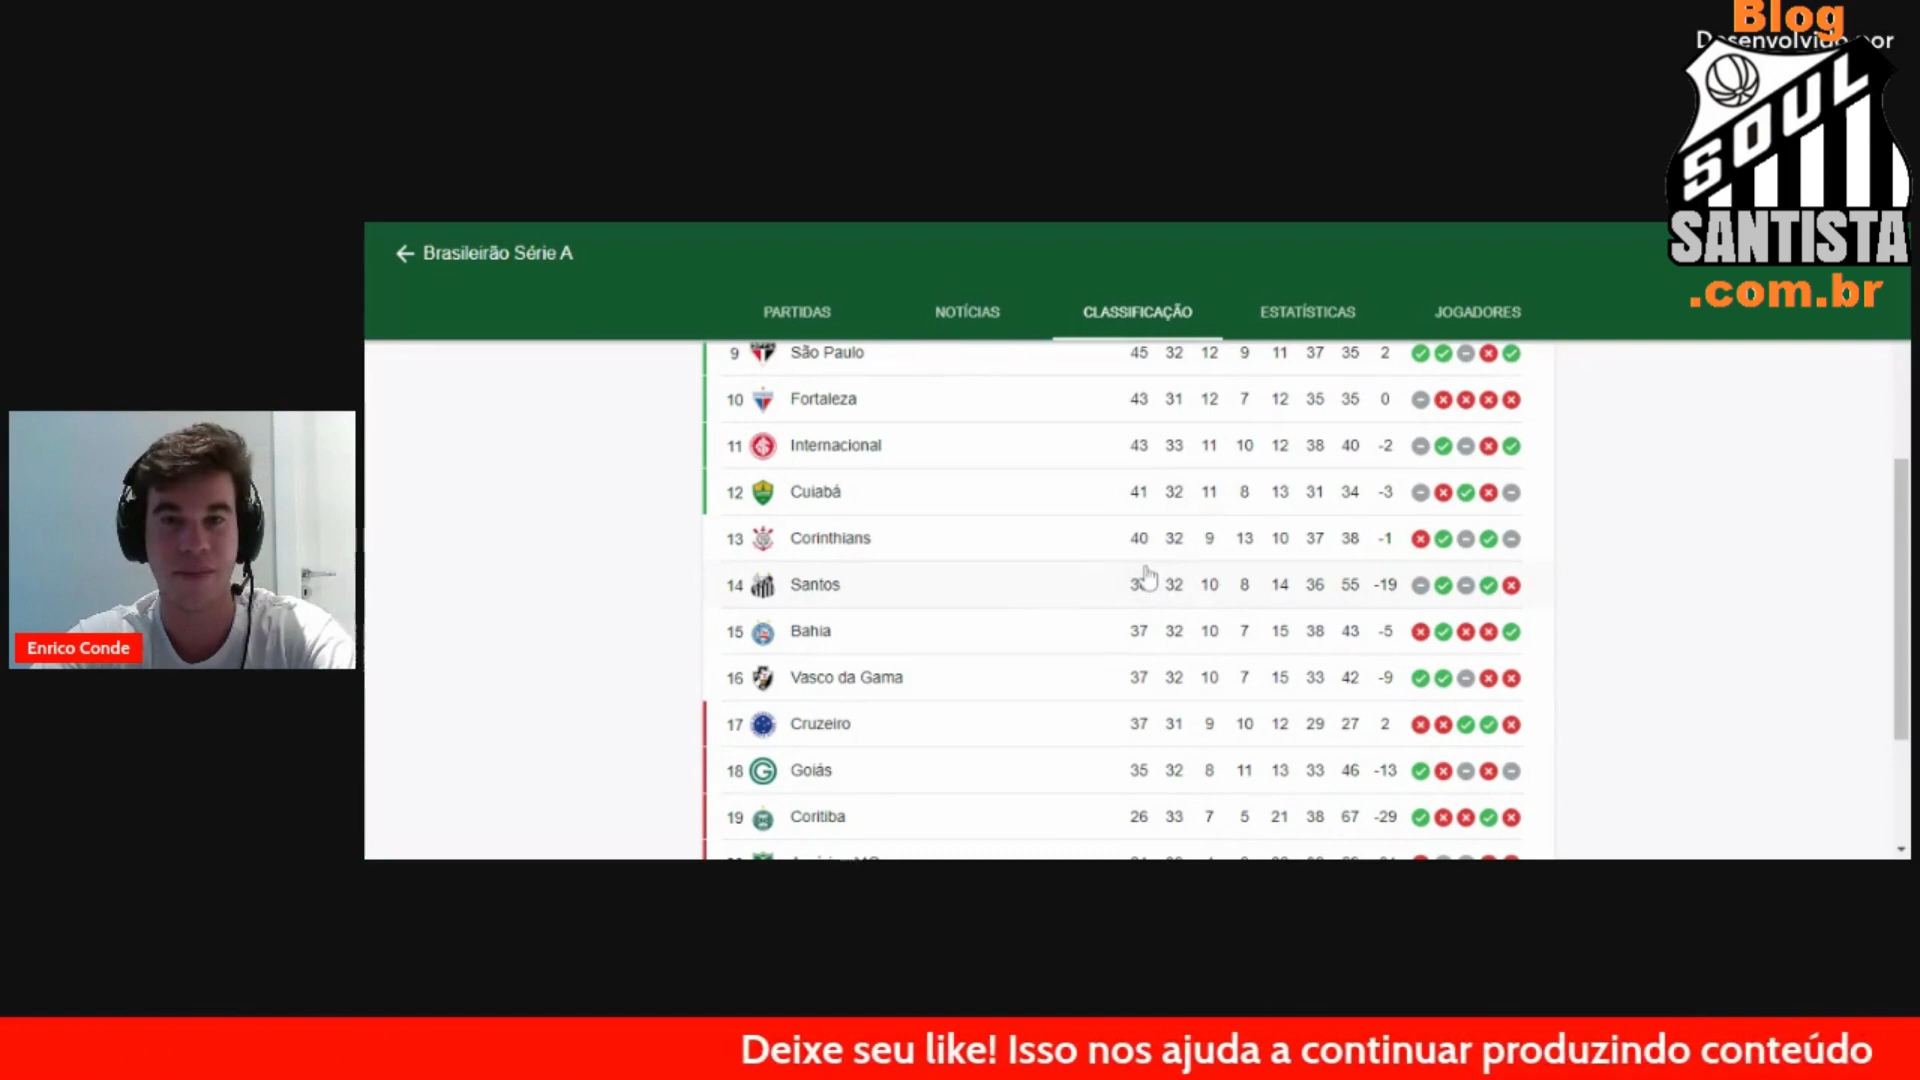 Blog
Desenvolvido por
SOUL
SANTISTA
.com.br
Brasileirão Série A
PARTIDAS NOTÍCIAS CLASSIFICAÇÃO ESTATÍSTICAS JOGADORES
9 São Paulo 45 32 12 9 11 37 35 2
10 Fortaleza 43 31 12 7 12 35 35 0
11 Internacional 43 33 11 10 12 38 40 -2
12 Cuiabá 41 32 11 8 13 31 34 -3
13 Corinthians 40 32 9 13 10 37 38 -1
14 Santos 32 10 8 14 36 55 -19
15 Bahia 37 32 10 7 15 38 43 -5
16 Vasco da Gama 37 32 10 7 15 33 42 -9
17 Cruzeiro 37 31 9 10 12 29 27 2
18 Goiás 35 32 8 11 13 33 46 -13
19 Coritiba 26 33 7 5 21 38 67 -29
Enrico Conde
Deixe seu like! Isso nos ajuda a continuar produzindo conteúdo